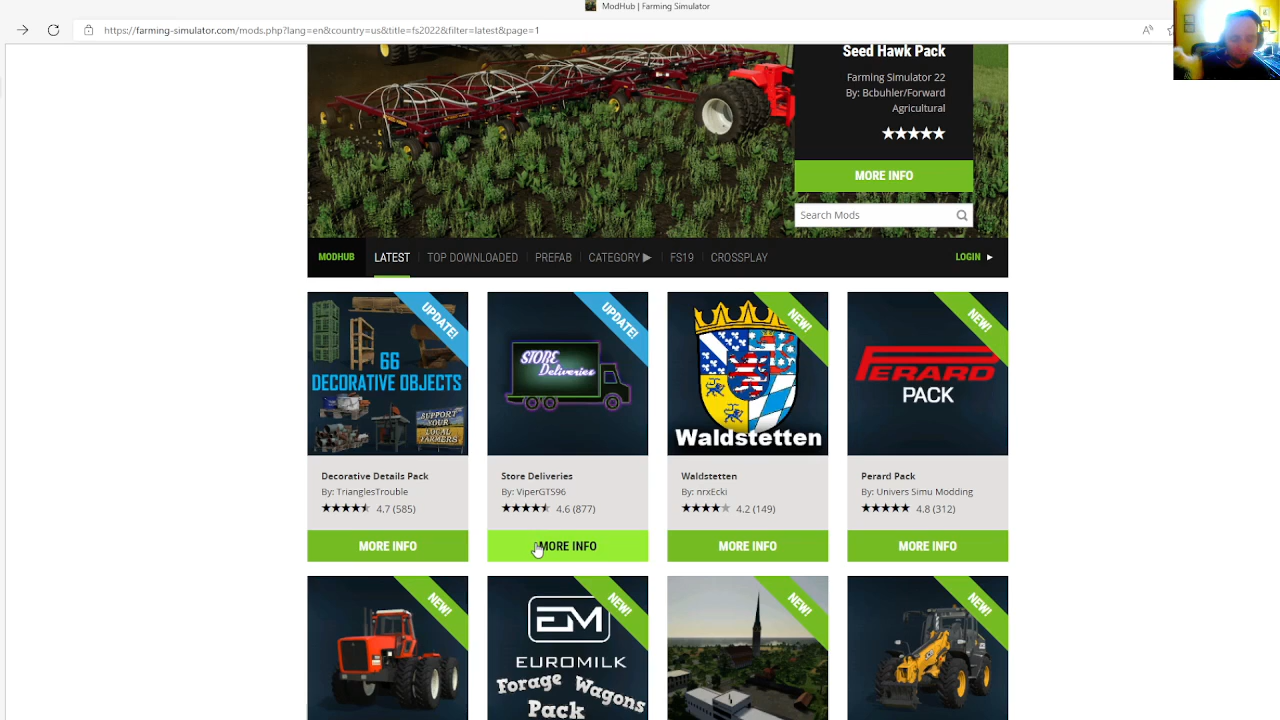 ModHub | Farming Simulator
https://farming-simulator.com/mods.php?lang=en&country=us&title=fs2022&filter=latest&page=1
Seed Hawk Pack
Farming Simulator 22
By: Bcbuhler/Forward
Agricultural
★★★★★
MORE INFO
Search Mods
MODHUB
LATEST
TOP DOWNLOADED
PREFAB
CATEGORY ▶
FS19
CROSSPLAY
LOGIN ▶
UPDATE!
66
DECORATIVE OBJECTS
SUPPORT
YOUR
LOCAL
FARMERS
Decorative Details Pack
By: TrianglesTrouble
4.7 (585)
MORE INFO
UPDATE!
STORE
Deliveries
Store Deliveries
By: ViperGTS96
4.6 (877)
MORE INFO
NEW!
Waldstetten
Waldstetten
By: nrxEcki
4.2 (149)
MORE INFO
NEW!
PERARD
PACK
Perard Pack
By: Univers Simu Modding
4.8 (312)
MORE INFO
NEW!
NEW!
EM
EUROMILK
Forage Wagons
Pack
NEW!
NEW!